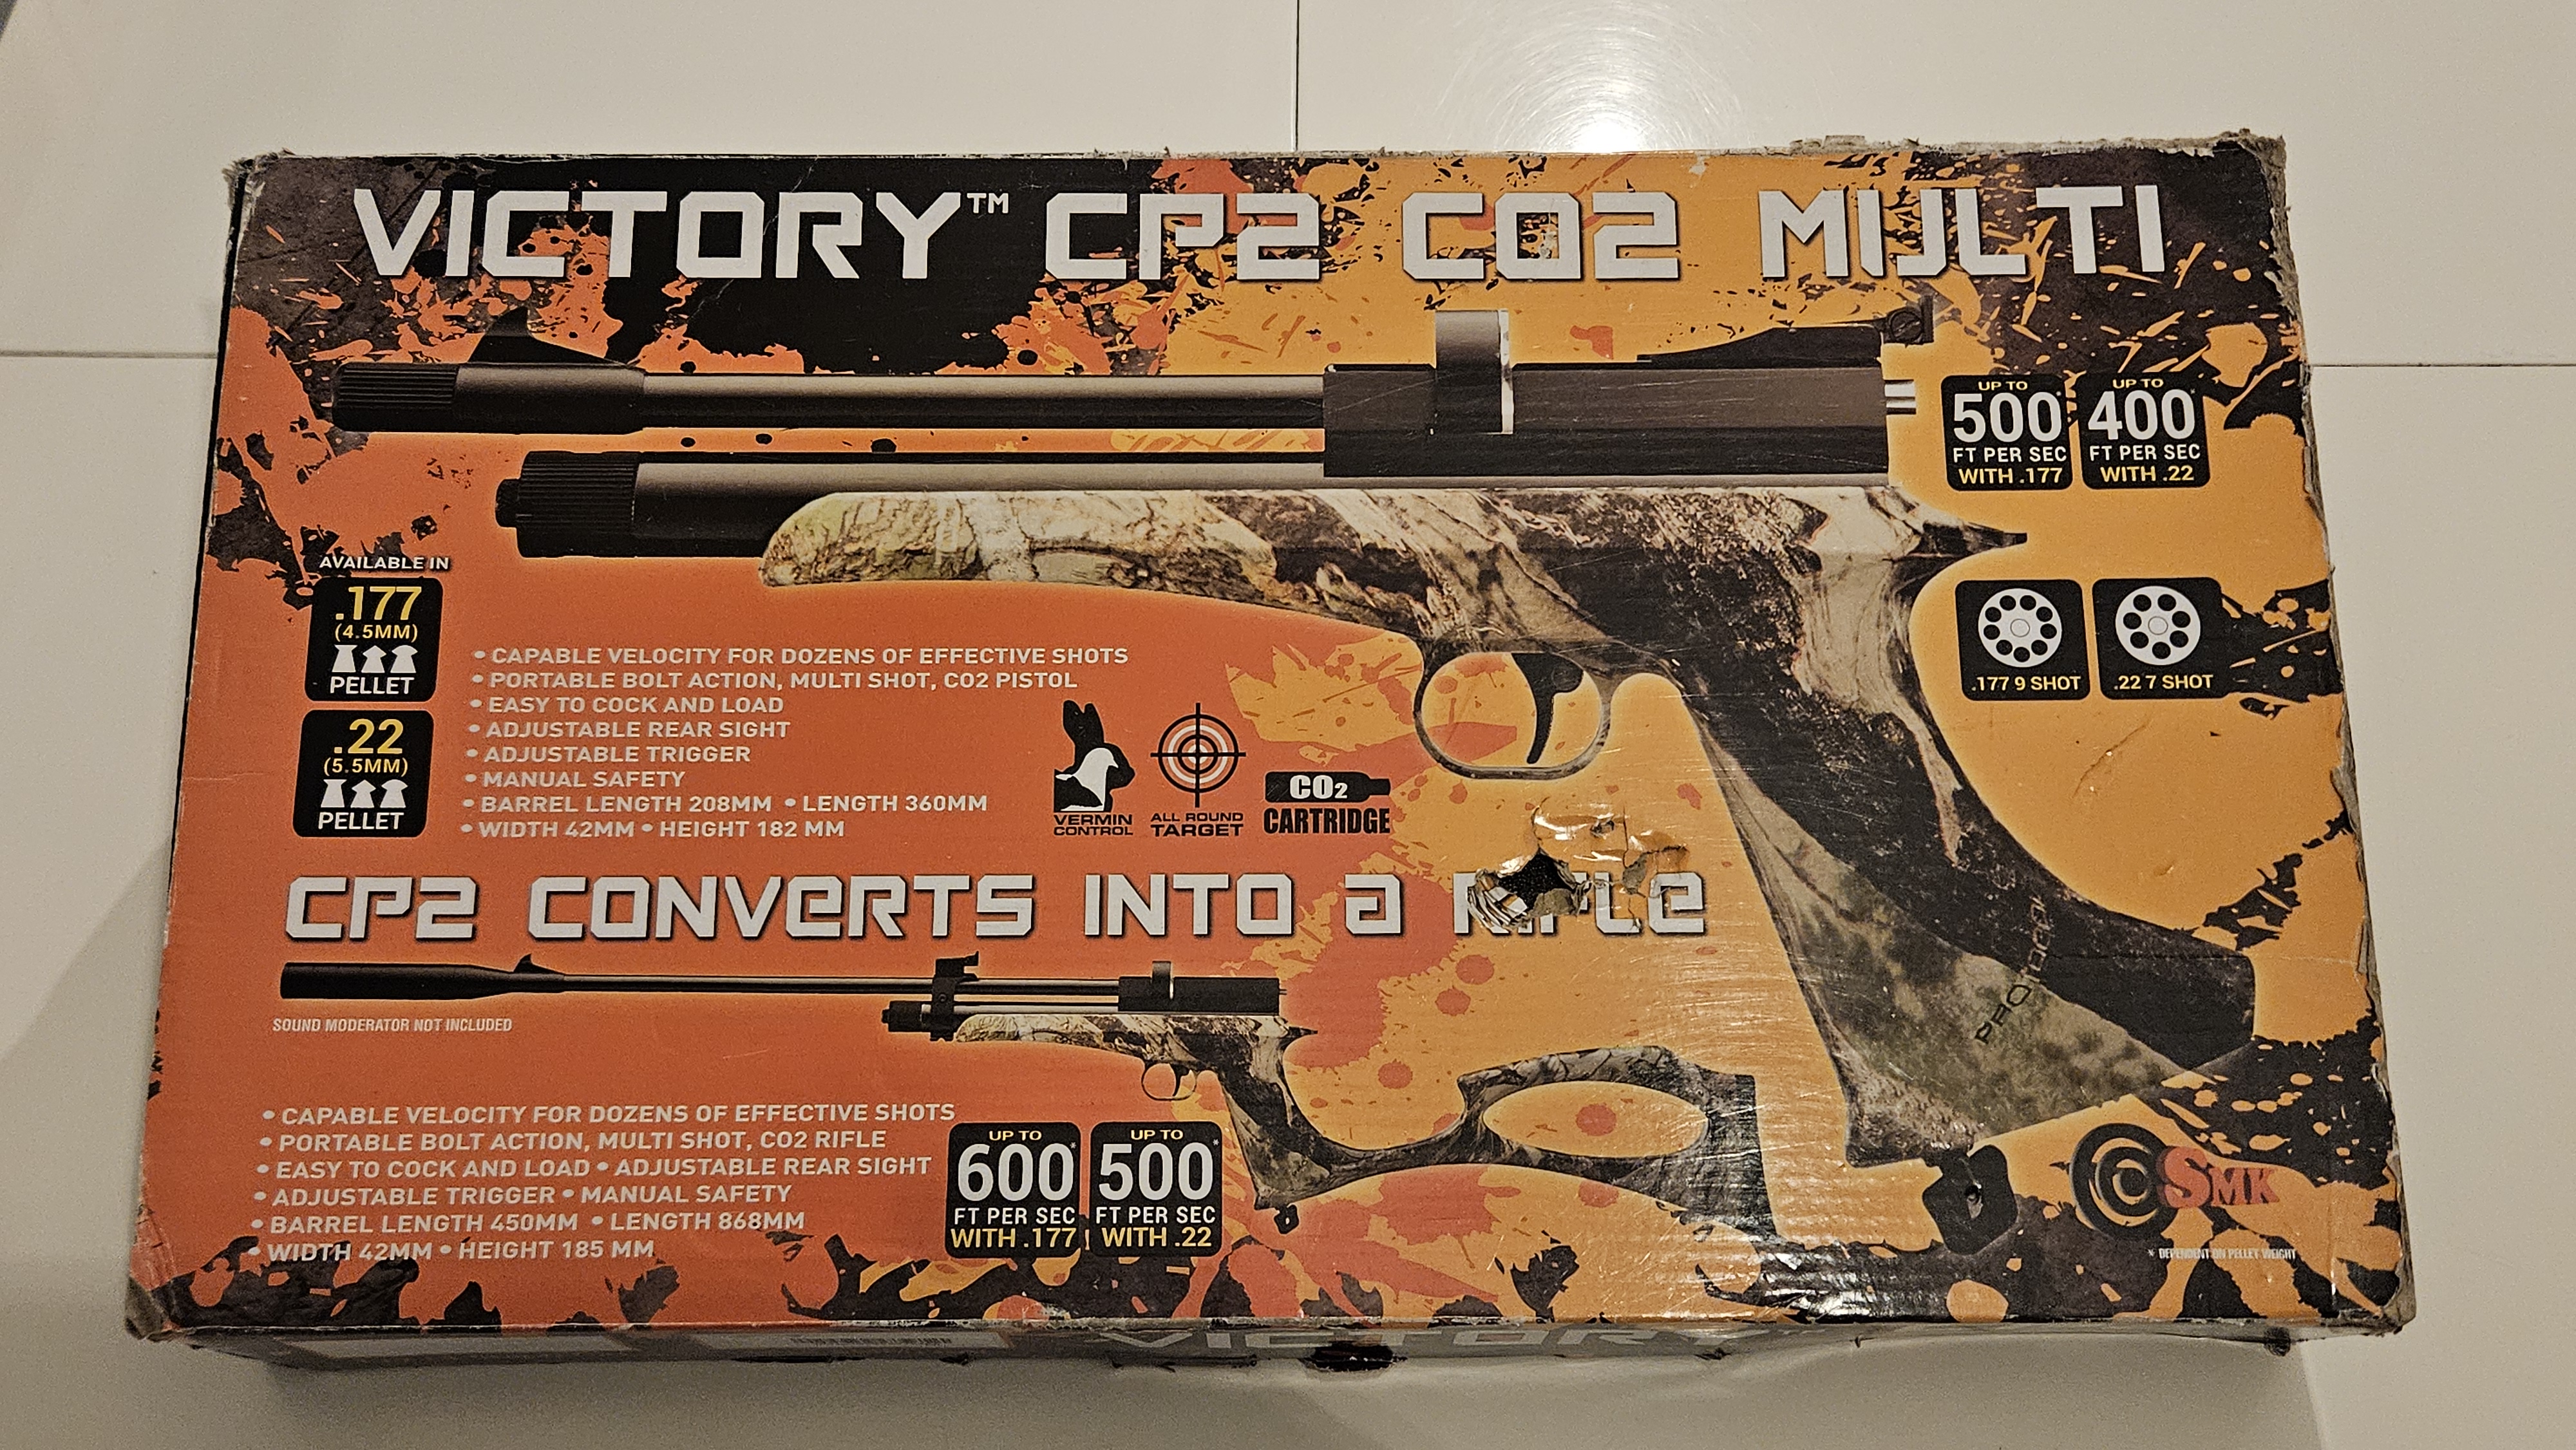 VICTORY™ CP2 CO2 MULTI
UP TO
500*
FT PER SEC
WITH .177
UP TO
400*
FT PER SEC
WITH .22
AVAILABLE IN
.177
(4.5MM)
PELLET
.22
(5.5MM)
PELLET
.177 9 SHOT
.22 7 SHOT
• CAPABLE VELOCITY FOR DOZENS OF EFFECTIVE SHOTS
• PORTABLE BOLT ACTION, MULTI SHOT, CO2 PISTOL
• EASY TO COCK AND LOAD
• ADJUSTABLE REAR SIGHT
• ADJUSTABLE TRIGGER
• MANUAL SAFETY
• BARREL LENGTH 208MM • LENGTH 360MM
• WIDTH 42MM • HEIGHT 182 MM
VERMIN
CONTROL
ALL ROUND
TARGET
CO2
CARTRIDGE
CP2 CONVERTS INTO a RIFLE
SOUND MODERATOR NOT INCLUDED
• CAPABLE VELOCITY FOR DOZENS OF EFFECTIVE SHOTS
• PORTABLE BOLT ACTION, MULTI SHOT, CO2 RIFLE
• EASY TO COCK AND LOAD • ADJUSTABLE REAR SIGHT
• ADJUSTABLE TRIGGER • MANUAL SAFETY
• BARREL LENGTH 450MM • LENGTH 868MM
• WIDTH 42MM • HEIGHT 185 MM
UP TO
600*
FT PER SEC
WITH .177
UP TO
500*
FT PER SEC
WITH .22
SMK
* DEPENDENT ON PELLET WEIGHT
VICTORY™